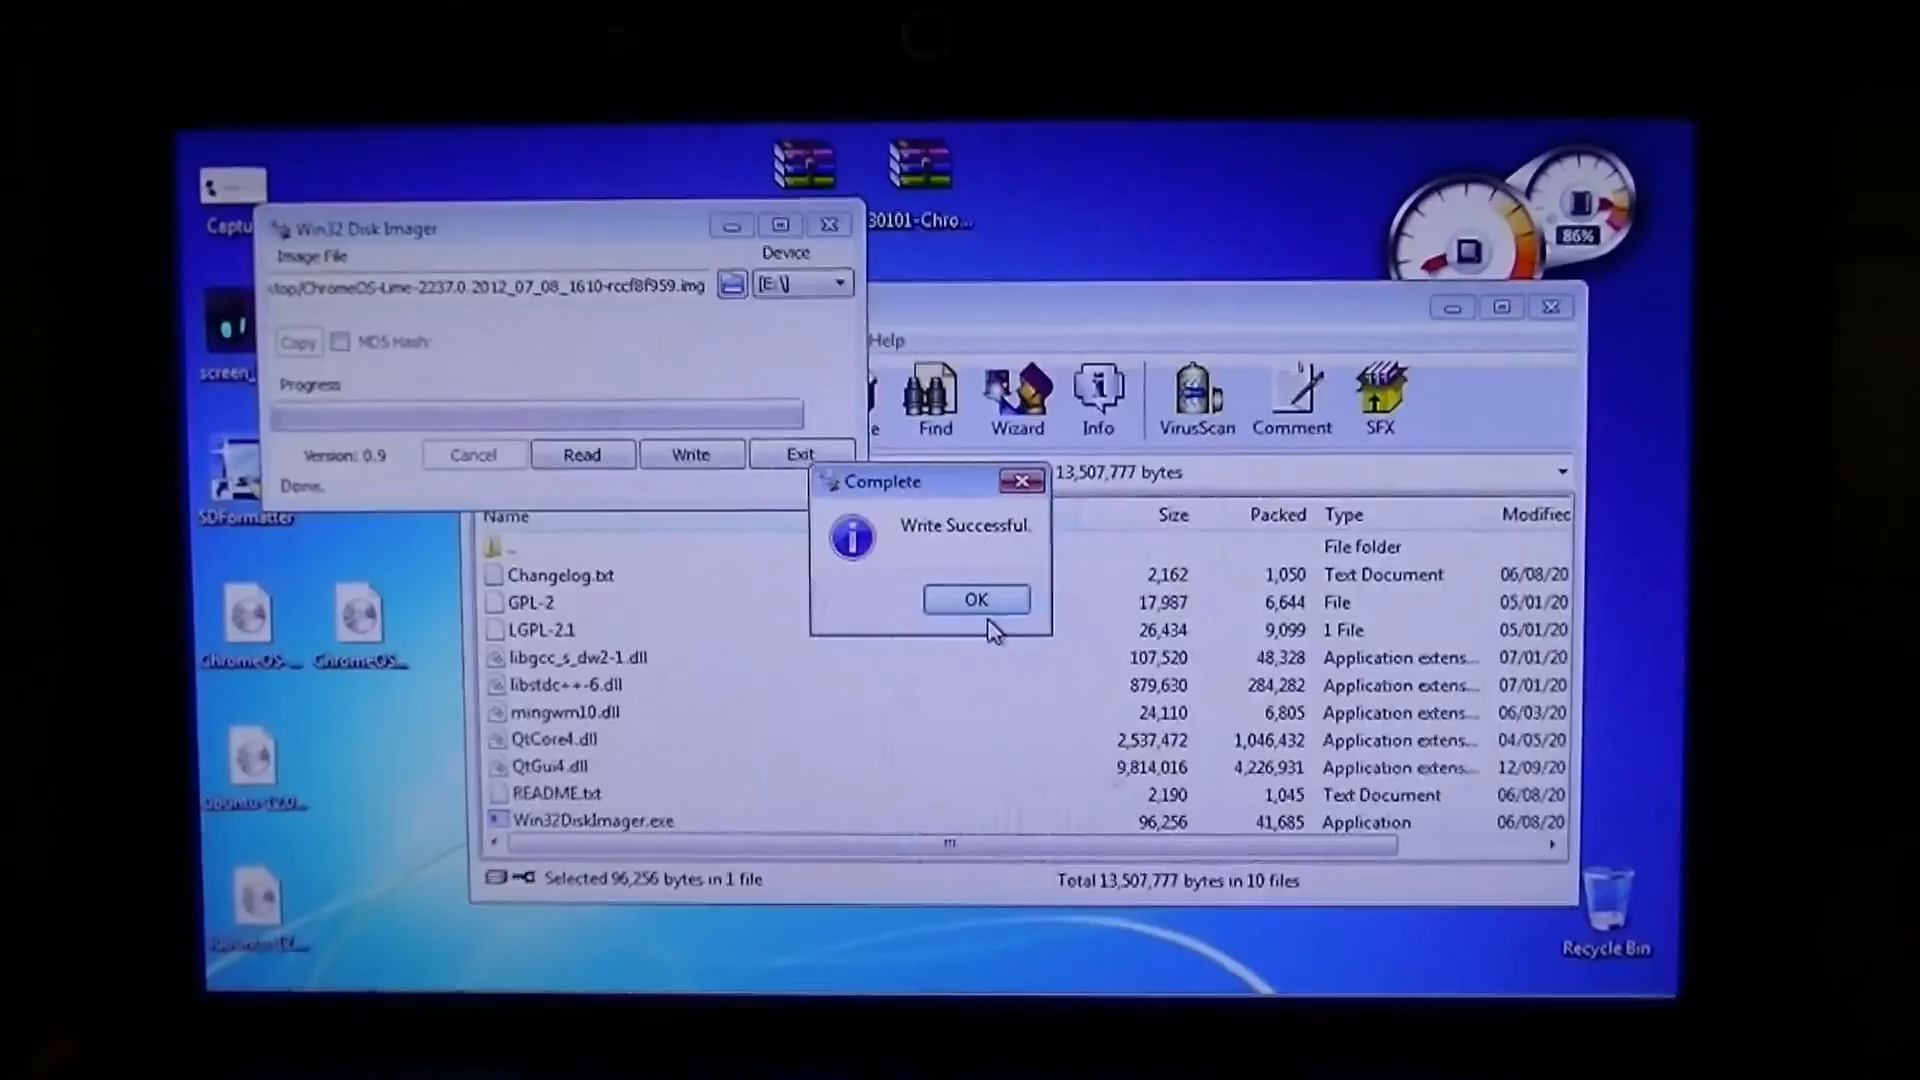 Captu
30101-Chro...
86%
Win32 Disk Imager
Image File
Device
ChromeOS-Lime-2237.0.2012_07_08_1610-rccf8f959.img
[E:\]
Copy
MD5 Hash:
Progress
Version: 0.9
Cancel
Read
Write
Exit
Done.
screen_
SDFormatter
ChromeOS-...
ChromeOS...
Help
Find
Wizard
Info
VirusScan
Comment
SFX
13,507,777 bytes
Complete
Write Successful.
OK
Name Size Packed Type Modified
.. File folder
Changelog.txt 2,162 1,050 Text Document 06/08/20
GPL-2 17,987 6,644 File 05/01/20
LGPL-2.1 26,434 9,099 1 File 05/01/20
libgcc_s_dw2-1.dll 107,520 48,328 Application extens... 07/01/20
libstdc++-6.dll 879,630 284,282 Application extens... 07/01/20
mingwm10.dll 24,110 6,805 Application extens... 06/03/20
QtCore4.dll 2,537,472 1,046,432 Application extens... 04/05/20
QtGui4.dll 9,814,016 4,226,931 Application extens... 12/09/20
README.txt 2,190 1,045 Text Document 06/08/20
Win32DiskImager.exe 96,256 41,685 Application 06/08/20
Selected 96,256 bytes in 1 file
Total 13,507,777 bytes in 10 files
Recycle Bin